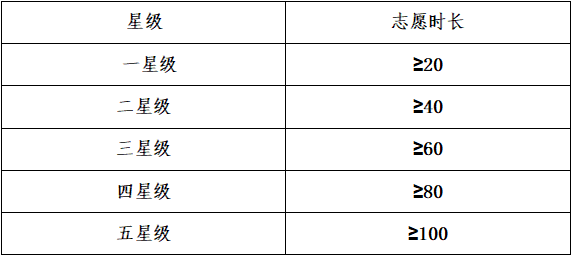 星级 志愿时长
一星级 ≥20
二星级 ≥40
三星级 ≥60
四星级 ≥80
五星级 ≥100